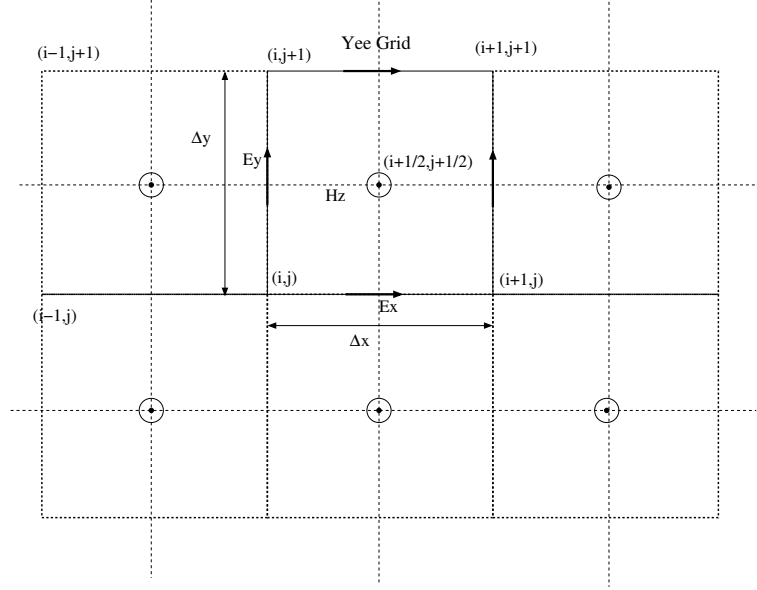 Yee Grid
(i−1,j+1)
(i,j+1)
(i+1,j+1)
Δy
Ey
(i+1/2,j+1/2)
Hz
(i,j)
(i+1,j)
(i−1,j)
Ex
Δx